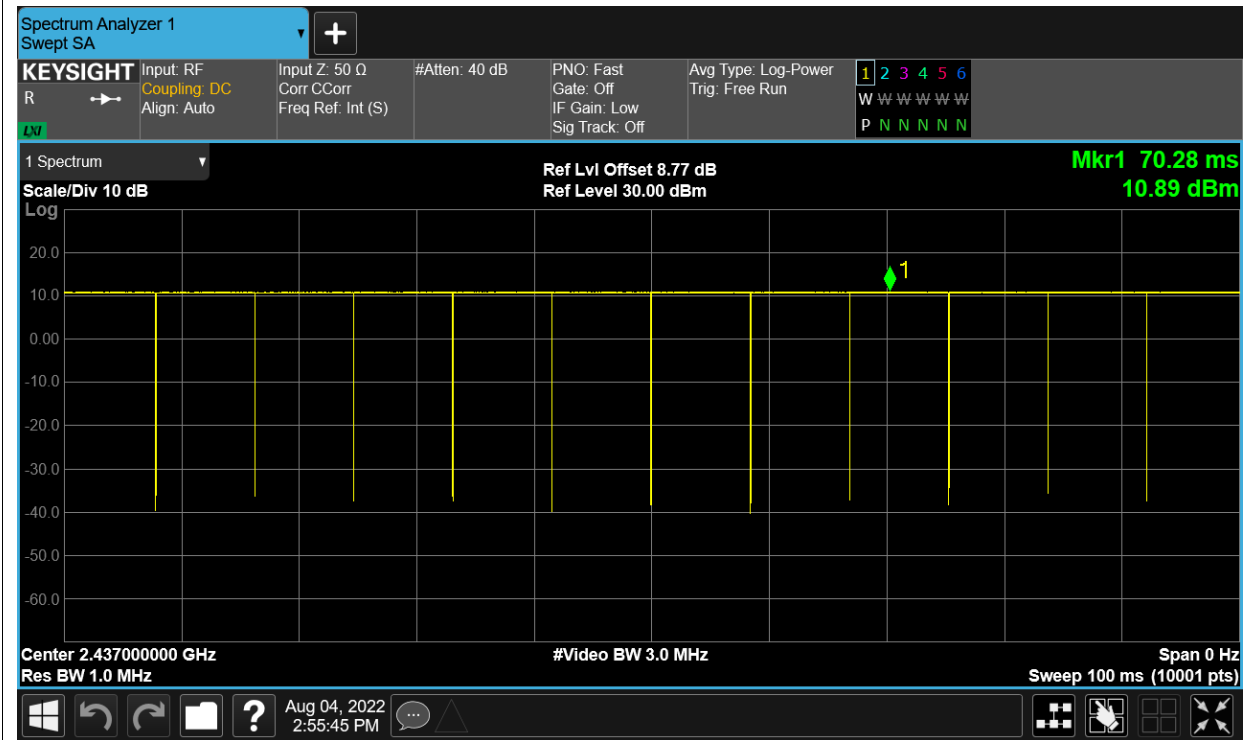 Spectrum Analyzer 1
Swept SA
KEYSIGHT
R
LXI
Input: RF
Coupling: DC
Align: Auto
Input Z: 50 Ω
Corr CCorr
Freq Ref: Int (S)
#Atten: 40 dB
PNO: Fast
Gate: Off
IF Gain: Low
Sig Track: Off
Avg Type: Log-Power
Trig: Free Run
1 2 3 4 5 6
W W W W W W
P N N N N N
1 Spectrum
Scale/Div 10 dB
Log
Ref Lvl Offset 8.77 dB
Ref Level 30.00 dBm
Mkr1 70.28 ms
10.89 dBm
20.0
1
10.0
0.00
-10.0
-20.0
-30.0
-40.0
-50.0
-60.0
Center 2.437000000 GHz
Res BW 1.0 MHz
#Video BW 3.0 MHz
Span 0 Hz
Sweep 100 ms (10001 pts)
?
Aug 04, 2022
2:55:45 PM